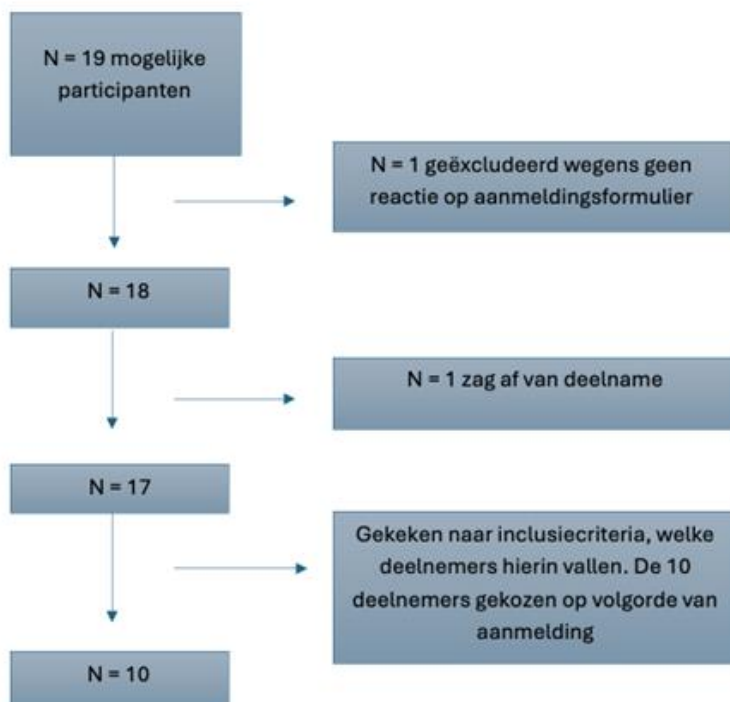 N = 19 mogelijke
participanten
N = 1 geëxcludeerd wegens geen
reactie op aanmeldingsformulier
N = 18
N = 1 zag af van deelname
N = 17
Gekeken naar inclusiecriteria, welke
deelnemers hierin vallen. De 10
deelnemers gekozen op volgorde van
aanmelding
N = 10